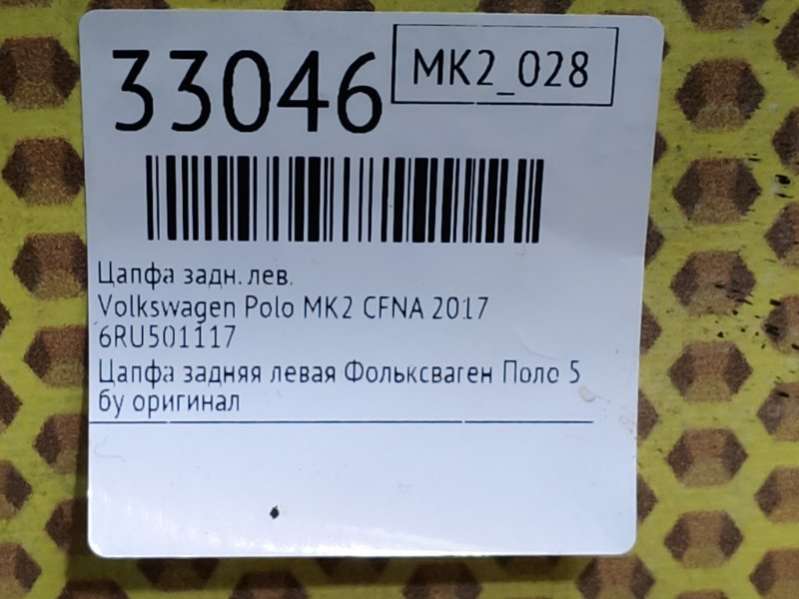 33046
MK2_028
Цапфа задн. лев.
Volkswagen Polo MK2 CFNA 2017
6RU501117
Цапфа задняя левая Фольксваген Поло 5
бу оригинал